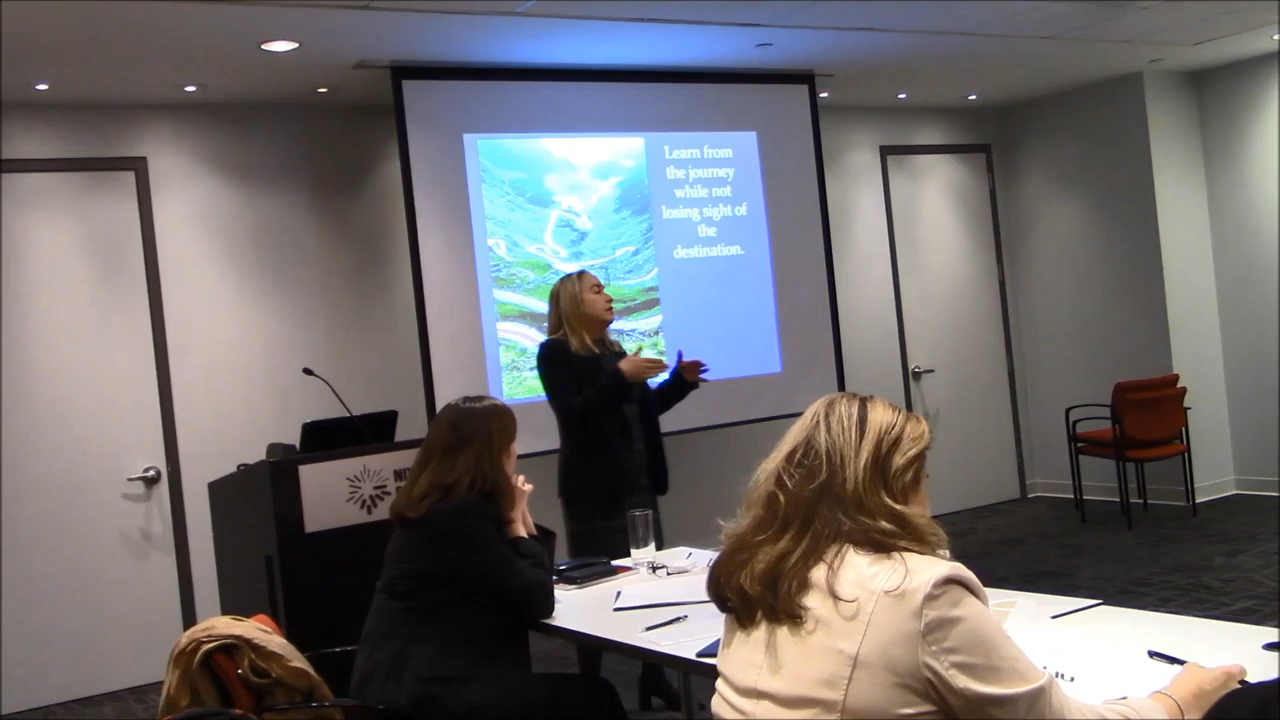 Learn from
the journey
while not
losing sight of
the
destination.